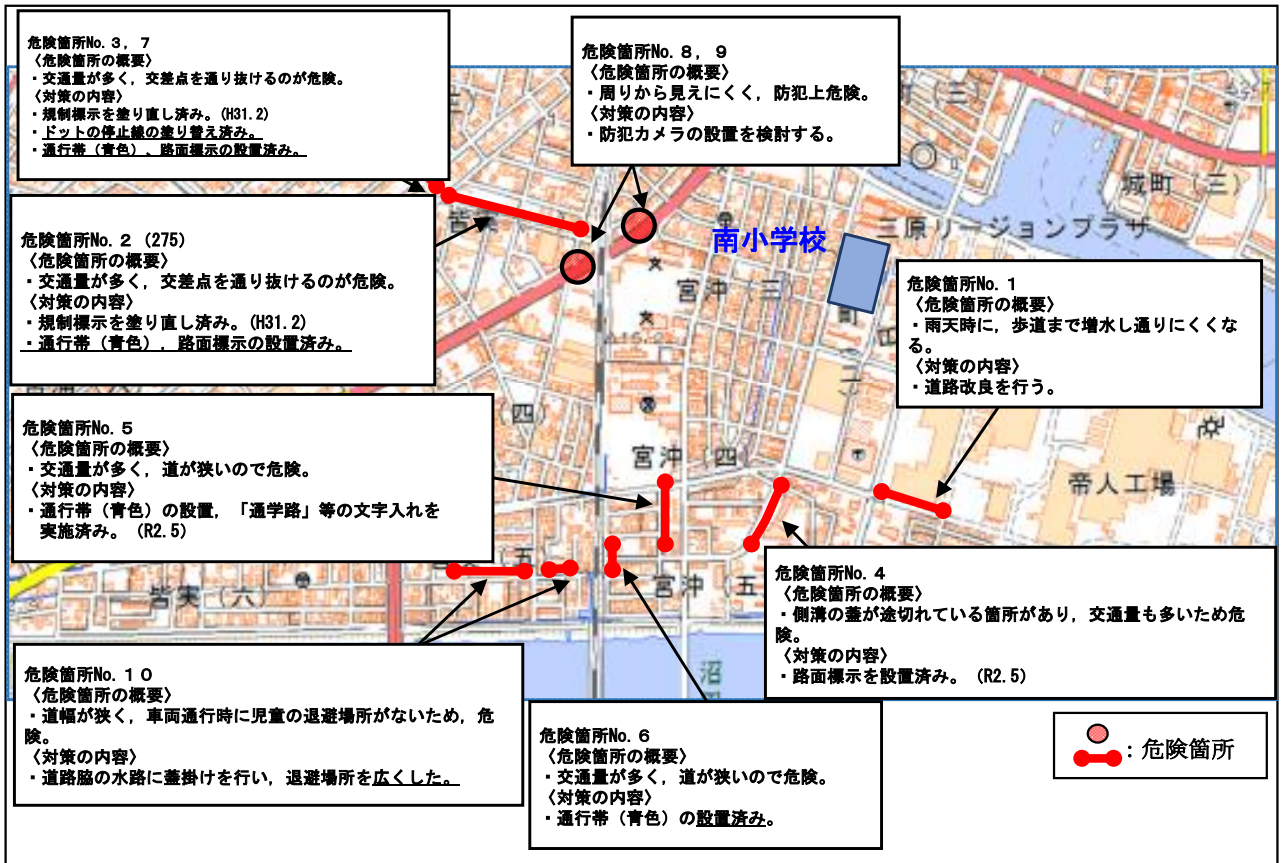 危険箇所No.3，7
〈危険箇所の概要〉
・交通量が多く，交差点を通り抜けるのが危険。
〈対策の内容〉
・規制標示を塗り直し済み。(H31.2)
・ドットの停止線の塗り替え済み。
・通行帯（青色）、路面標示の設置済み。
危険箇所No.8，9
〈危険箇所の概要〉
・周りから見えにくく，防犯上危険。
〈対策の内容〉
・防犯カメラの設置を検討する。
危険箇所No.2（275）
〈危険箇所の概要〉
・交通量が多く，交差点を通り抜けるのが危険。
〈対策の内容〉
・規制標示を塗り直し済み。(H31.2)
・通行帯（青色），路面標示の設置済み。
南小学校
城町（三）
三原リージョンプラザ
宮沖（三）
危険箇所No.1
〈危険箇所の概要〉
・雨天時に，歩道まで増水し通りにくくな
る。
〈対策の内容〉
・道路改良を行う。
危険箇所No.5
〈危険箇所の概要〉
・交通量が多く，道が狭いので危険。
〈対策の内容〉
・通行帯（青色）の設置，「通学路」等の文字入れを
実施済み。（R2.5）
（四）
宮沖（四）
帝人工場
皆実（六）
宮沖（五
危険箇所No.4
〈危険箇所の概要〉
・側溝の蓋が途切れている箇所があり，交通量も多いため危
険。
〈対策の内容〉
・路面標示を設置済み。（R2.5）
沼
危険箇所No.10
〈危険箇所の概要〉
・道幅が狭く，車両通行時に児童の退避場所がないため，危
険。
〈対策の内容〉
・道路脇の水路に蓋掛けを行い，退避場所を広くした。
危険箇所No.6
〈危険箇所の概要〉
・交通量が多く，道が狭いので危険。
〈対策の内容〉
・通行帯（青色）の設置済み。
：危険箇所